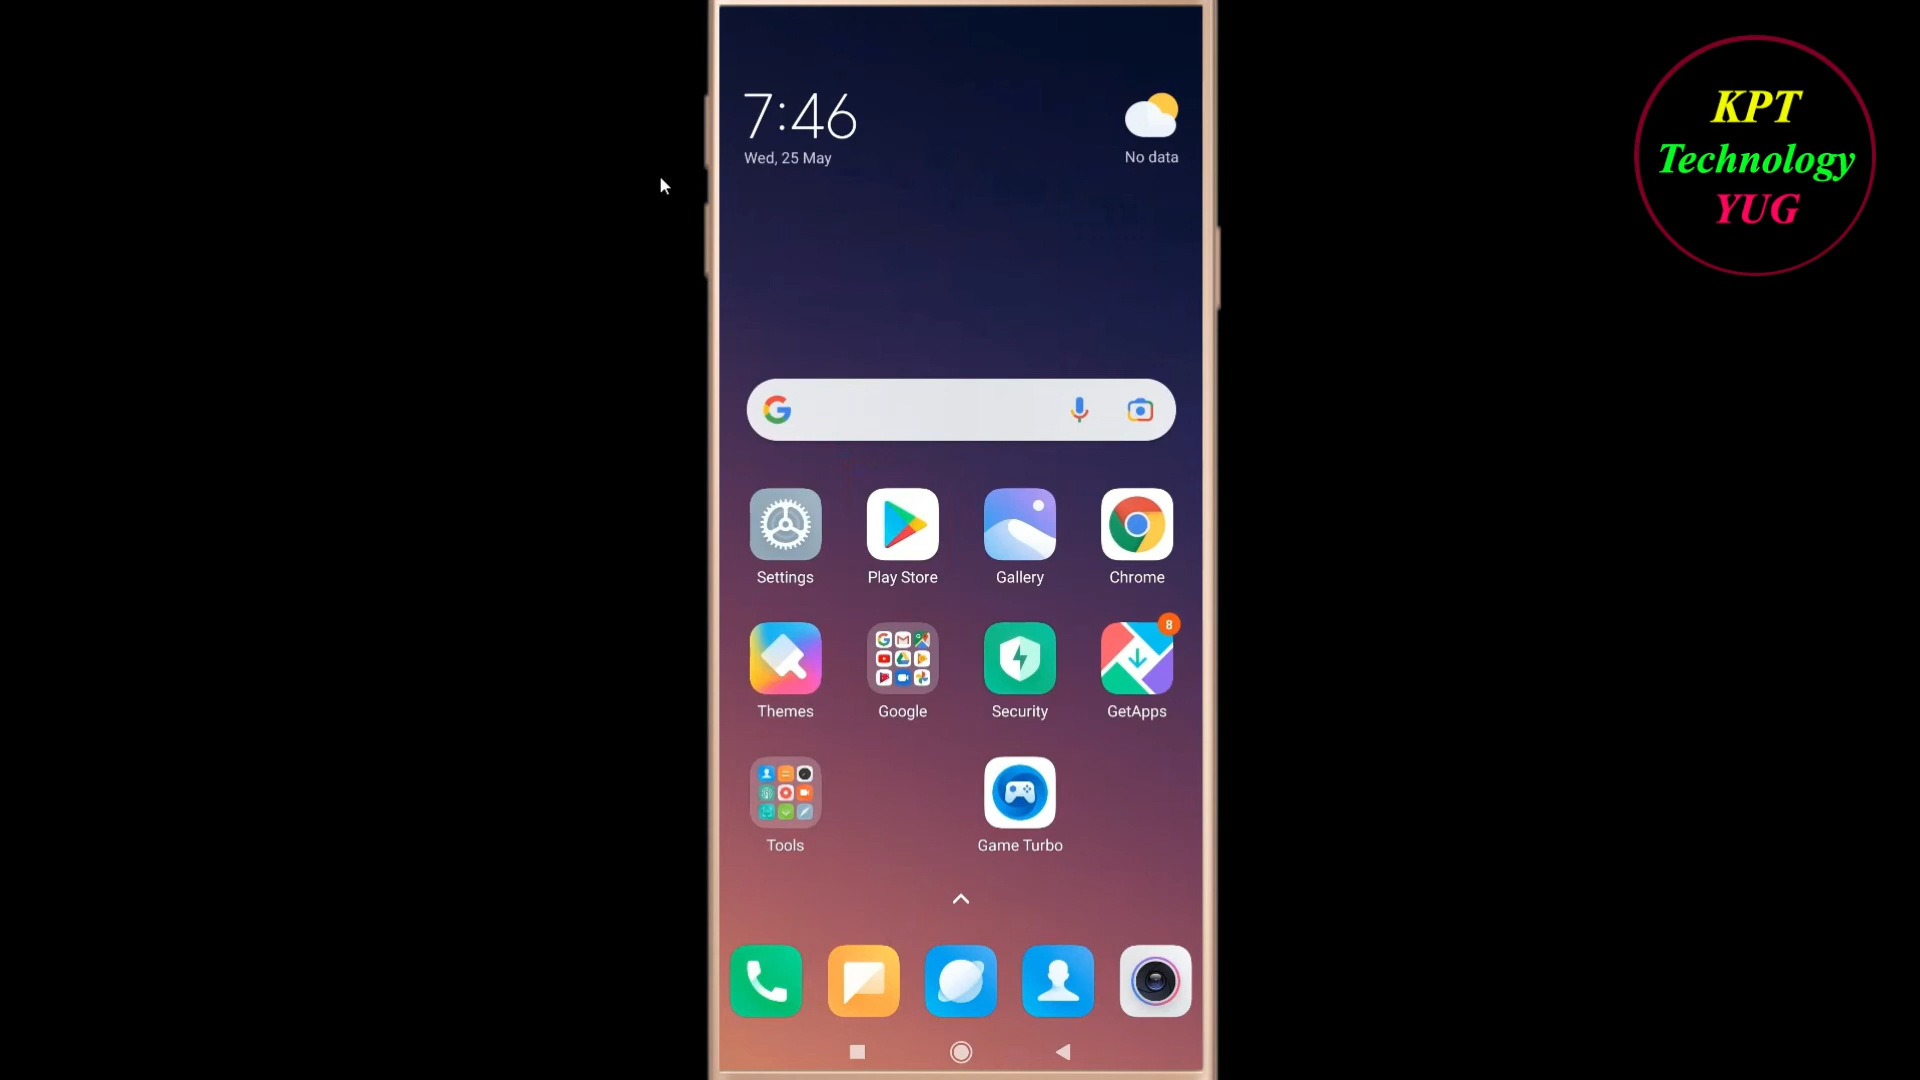 7:46
Wed, 25 May
No data
KPT
Technology
YUG
Settings
Play Store
Gallery
Chrome
8
Themes
Google
Security
GetApps
Tools
Game Turbo